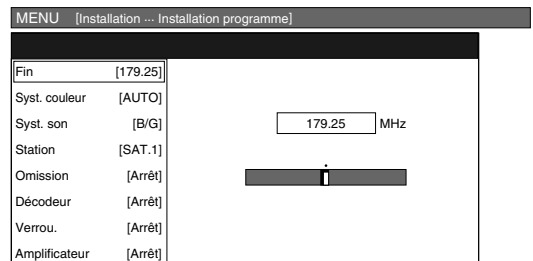 MENU [Installation ··· Installation programme]
Fin [179.25]
Syst. couleur [AUTO]
Syst. son [B/G]
179.25 MHz
Station [SAT.1]
Omission [Arrêt]
Décodeur [Arrêt]
Verrou. [Arrêt]
Amplificateur [Arrêt]